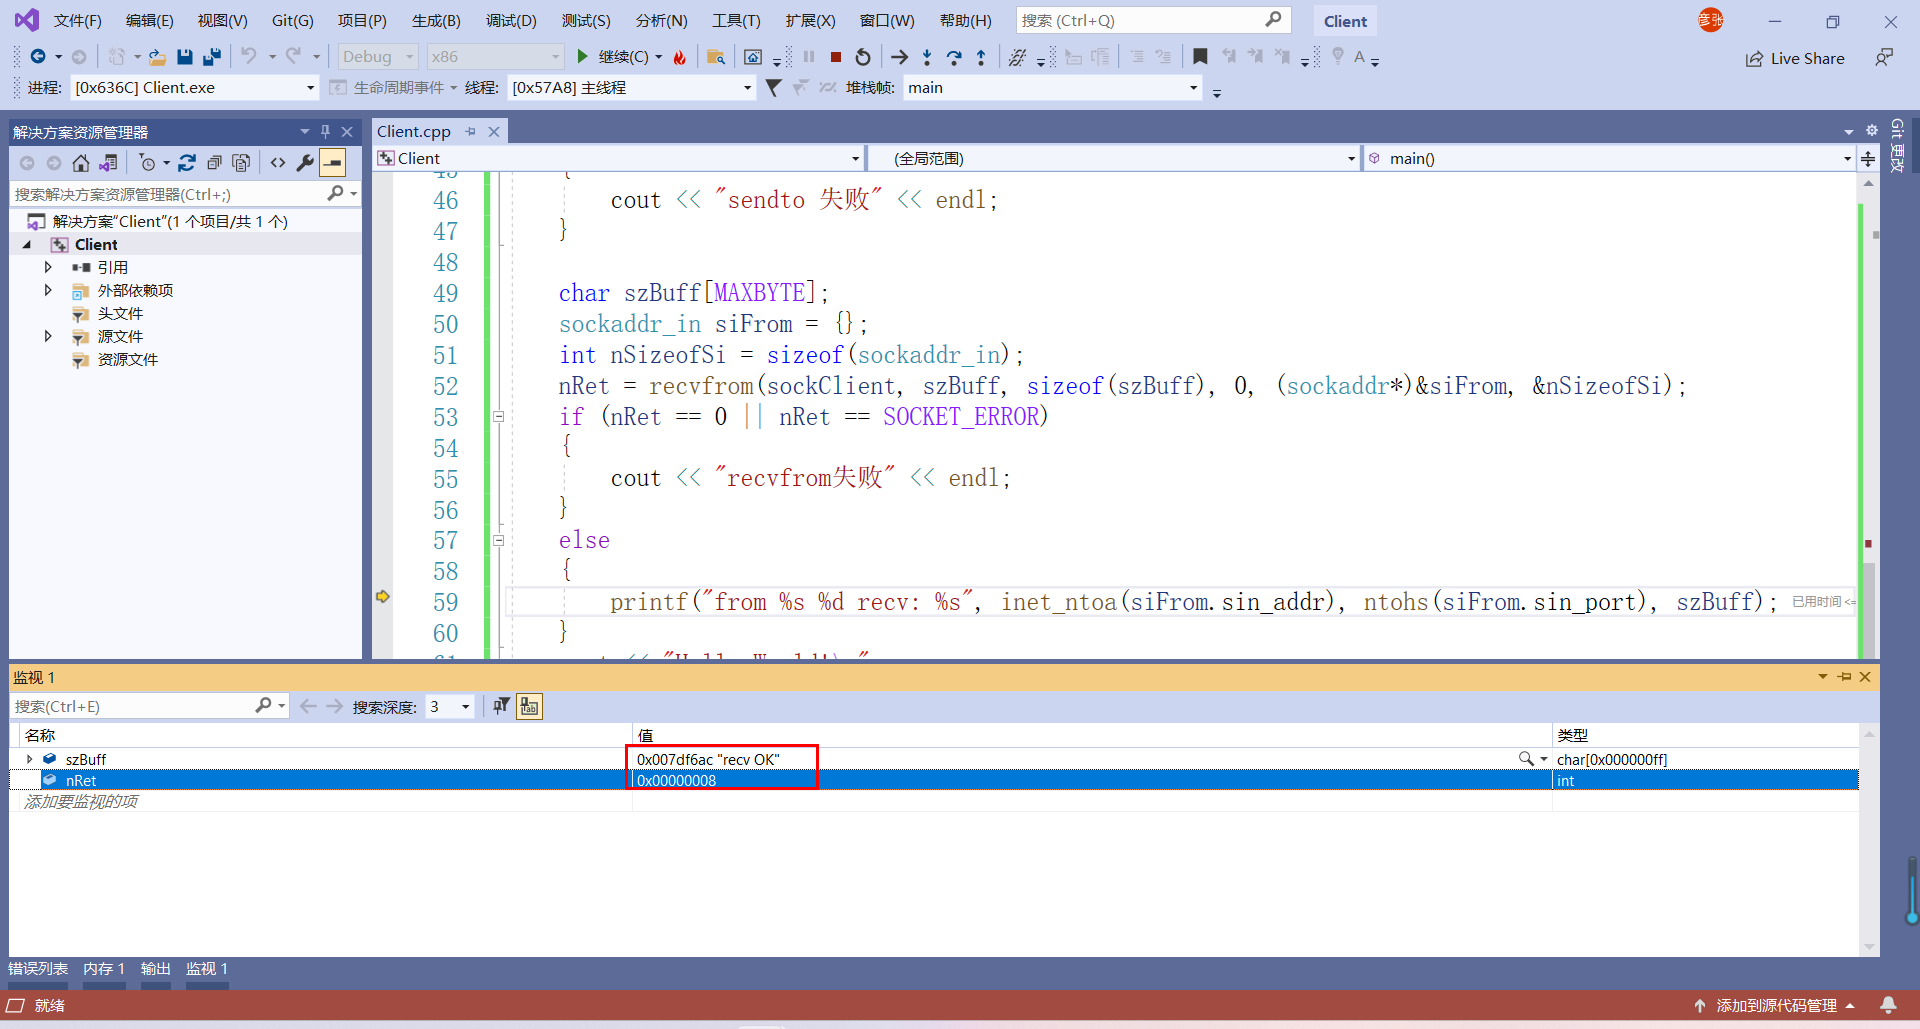 文件(F) 编辑(E) 视图(V) Git(G) 项目(P) 生成(B) 调试(D) 测试(S) 分析(N) 工具(T) 扩展(X) 窗口(W) 帮助(H) 搜索 (Ctrl+Q) Client 彦张
Debug x86 继续(C) Live Share
进程: [0x636C] Client.exe 生命周期事件 线程: [0x57A8] 主线程 堆栈帧: main
解决方案资源管理器
搜索解决方案资源管理器(Ctrl+;)
解决方案"Client"(1 个项目/共 1 个)
Client
引用
外部依赖项
头文件
源文件
资源文件
Client.cpp
Client (全局范围) main()
Git 更改
46 cout << "sendto 失败" << endl;
47 }
48
49 char szBuff[MAXBYTE];
50 sockaddr_in siFrom = {};
51 int nSizeofSi = sizeof(sockaddr_in);
52 nRet = recvfrom(sockClient, szBuff, sizeof(szBuff), 0, (sockaddr*)&siFrom, &nSizeofSi);
53 if (nRet == 0 || nRet == SOCKET_ERROR)
54 {
55 cout << "recvfrom失败" << endl;
56 }
57 else
58 {
59 printf("from %s %d recv: %s", inet_ntoa(siFrom.sin_addr), ntohs(siFrom.sin_port), szBuff); 已用时间 <=
60 }
监视 1
搜索(Ctrl+E) 搜索深度: 3
名称 值 类型
szBuff 0x007df6ac "recv OK" char[0x000000ff]
nRet 0x00000008 int
添加要监视的项
错误列表 内存 1 输出 监视 1
就绪 添加到源代码管理